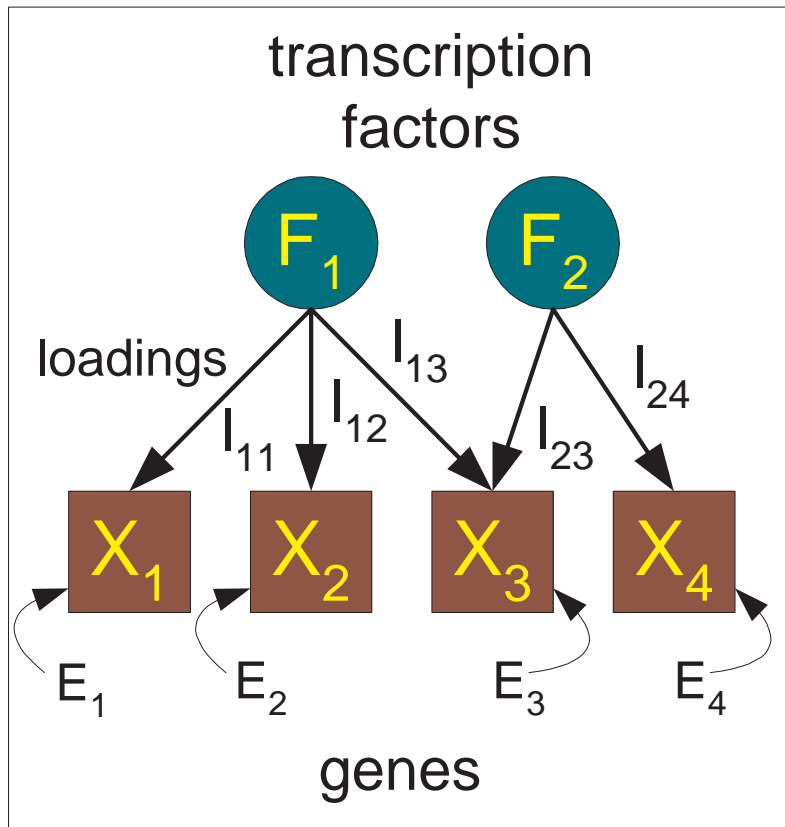 transcription
factors
F1 F2
loadings
l11 l12 l13 l23 l24
X1 X2 X3 X4
E1 E2 E3 E4
genes